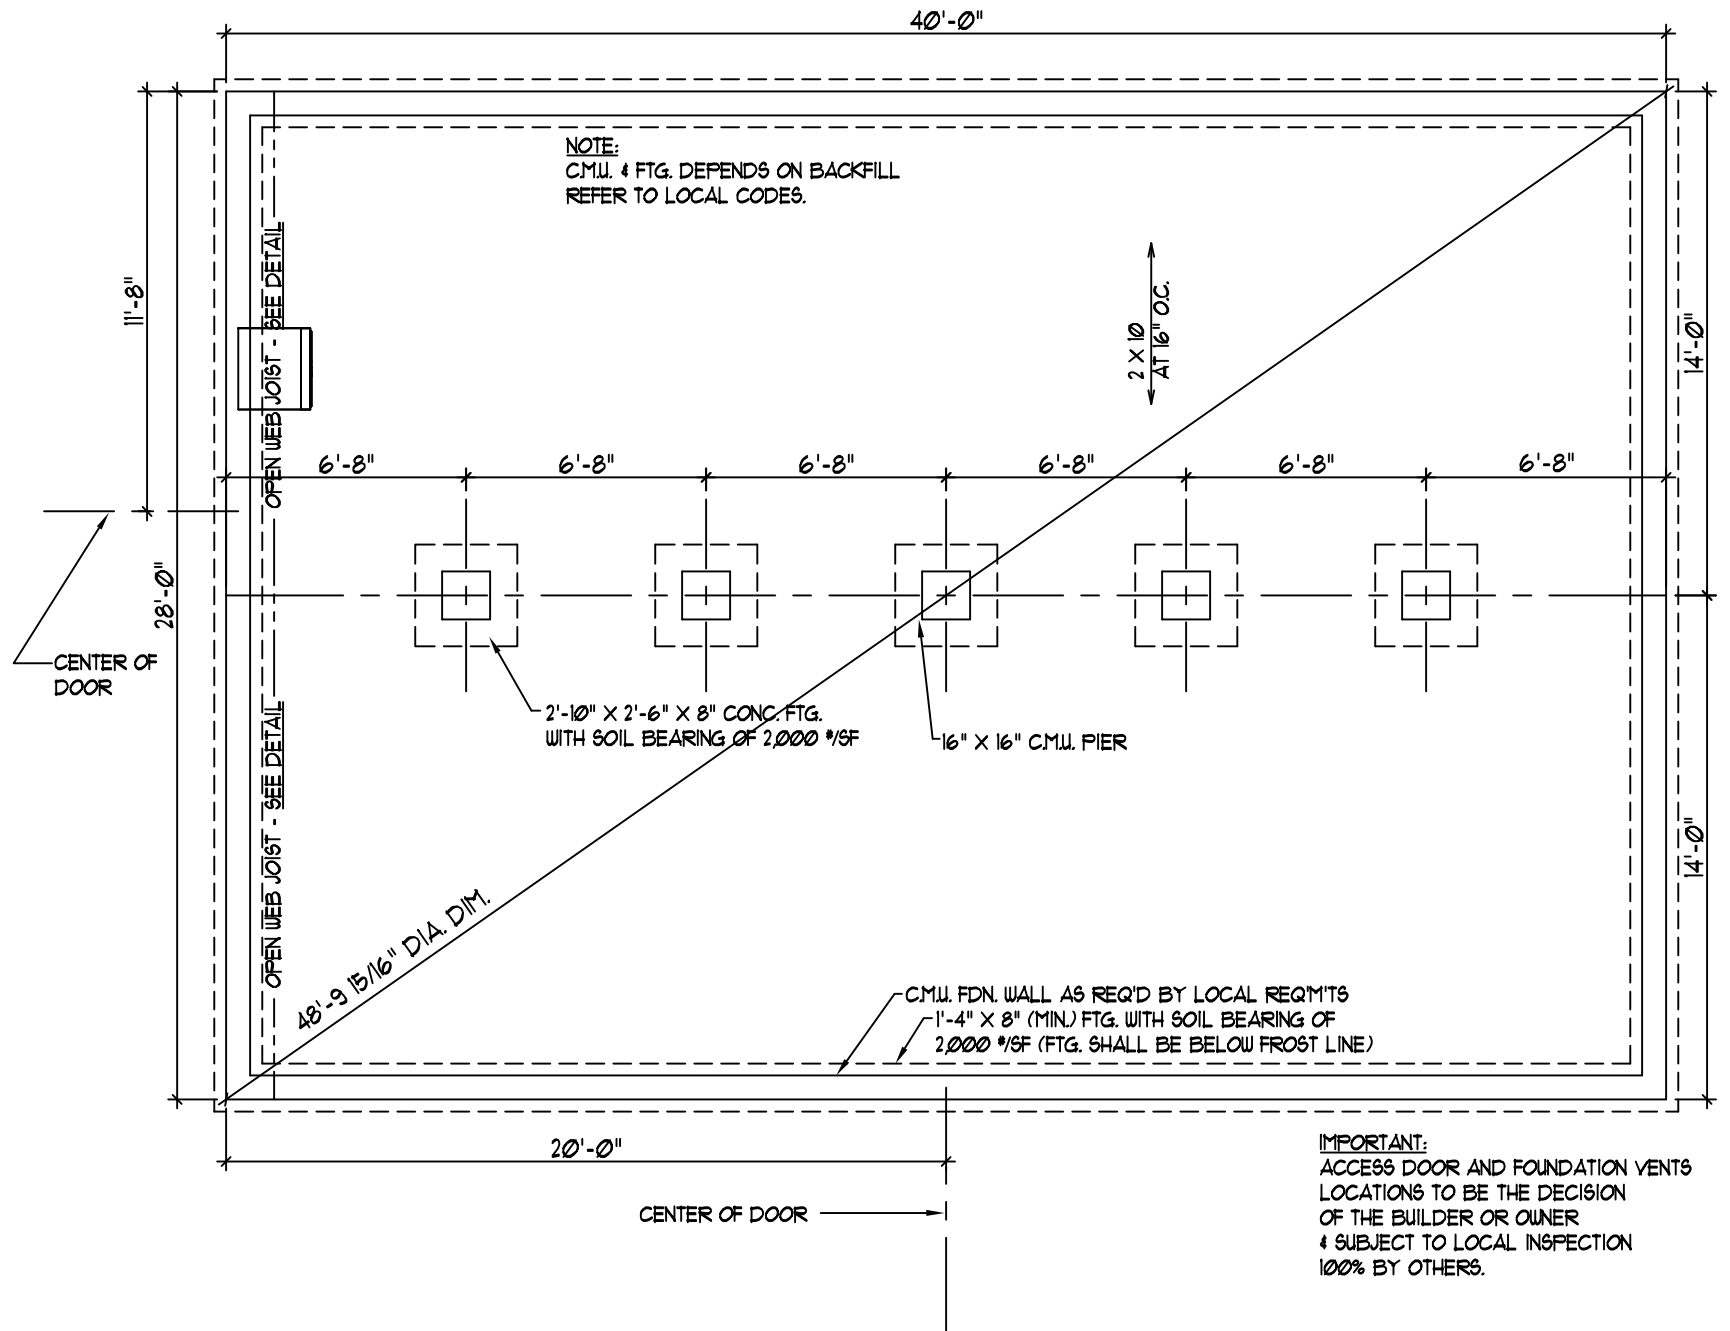 40'-0"
NOTE:
C.M.U. & FTG. DEPENDS ON BACKFILL
REFER TO LOCAL CODES.
11'-8"
28'-0"
OPEN WEB JOIST - SEE DETAIL
2 X 10
AT 16" O.C.
14'-0"
6'-8"
6'-8"
6'-8"
6'-8"
6'-8"
6'-8"
CENTER OF
DOOR
2'-10" X 2'-6" X 8" CONC. FTG.
WITH SOIL BEARING OF 2,000 #/SF
16" X 16" C.M.U. PIER
OPEN WEB JOIST - SEE DETAIL
14'-0"
48'-9 15/16" DIA. DIM.
C.M.U. FDN. WALL AS REQ'D BY LOCAL REQ'M'TS
1'-4" X 8" (MIN.) FTG. WITH SOIL BEARING OF
2,000 #/SF (FTG. SHALL BE BELOW FROST LINE)
20'-0"
CENTER OF DOOR
IMPORTANT:
ACCESS DOOR AND FOUNDATION VENTS
LOCATIONS TO BE THE DECISION
OF THE BUILDER OR OWNER
& SUBJECT TO LOCAL INSPECTION
100% BY OTHERS.